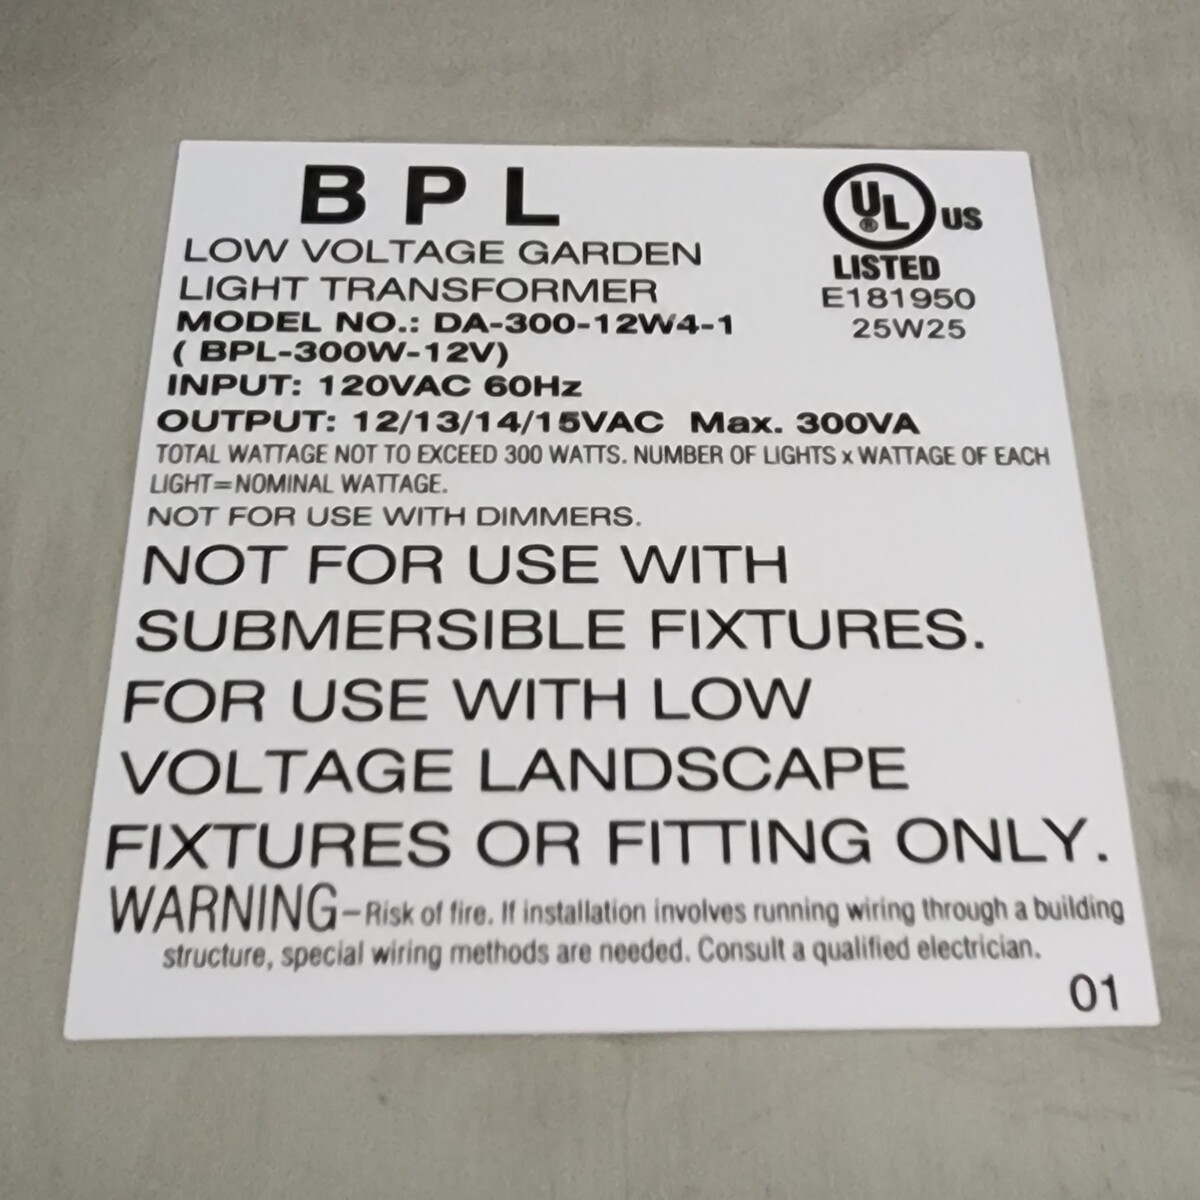 BPL
LOW VOLTAGE GARDEN
LIGHT TRANSFORMER
MODEL NO.: DA-300-12W4-1
( BPL-300W-12V)
INPUT: 120VAC 60Hz
OUTPUT: 12/13/14/15VAC Max. 300VA
TOTAL WATTAGE NOT TO EXCEED 300 WATTS. NUMBER OF LIGHTS x WATTAGE OF EACH
LIGHT=NOMINAL WATTAGE.
NOT FOR USE WITH DIMMERS.
NOT FOR USE WITH
SUBMERSIBLE FIXTURES.
FOR USE WITH LOW
VOLTAGE LANDSCAPE
FIXTURES OR FITTING ONLY.
WARNING–Risk of fire. If installation involves running wiring through a building
structure, special wiring methods are needed. Consult a qualified electrician.
01
UL® US
LISTED
E181950
25W25